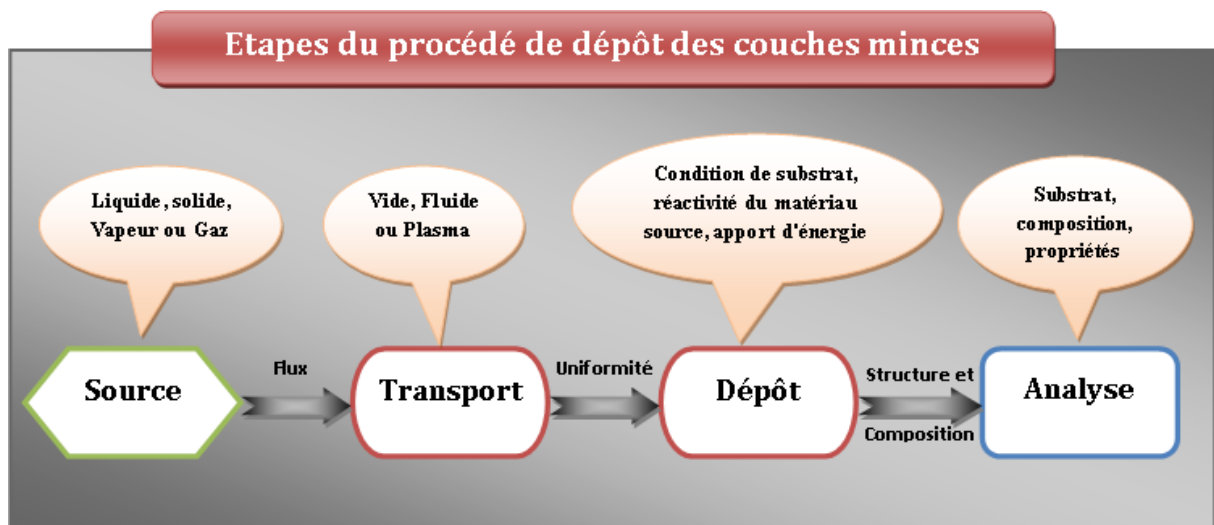 Etapes du procédé de dépôt des couches minces
Liquide, solide,
Vapeur ou Gaz
Vide, Fluide
ou Plasma
Condition de substrat,
réactivité du matériau
source, apport d'énergie
Substrat,
composition,
propriétés
Source
Flux
Transport
Uniformité
Dépôt
Structure et
Composition
Analyse